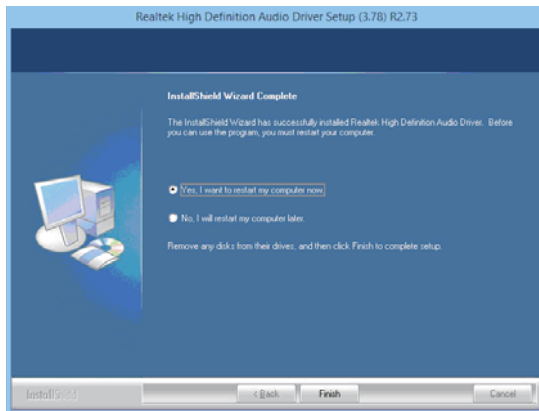 Realtek High Definition Audio Driver Setup (3.78) R2.73
InstallShield Wizard Complete
The InstallShield Wizard has successfully installed Realtek High Definition Audio Driver. Before
you can use the program, you must restart your computer.
Yes, I want to restart my computer now.
No, I will restart my computer later.
Remove any disks from their drives, and then click Finish to complete setup.
InstallShield
< Back
Finish
Cancel